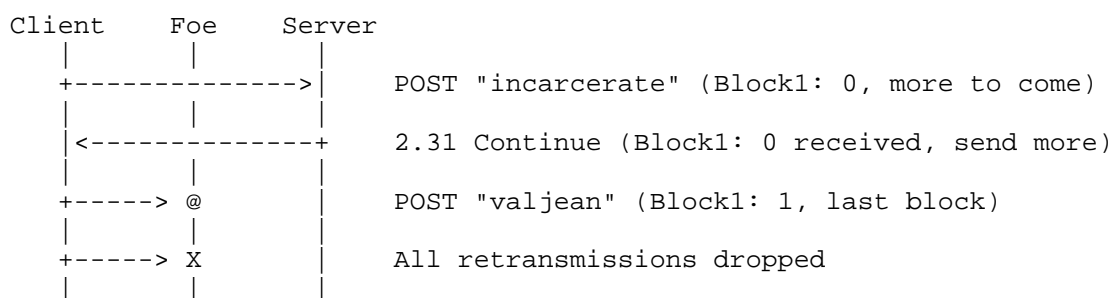 Client    Foe    Server
   |       |       |
   +-------------->|    POST "incarcerate" (Block1: 0, more to come)
   |       |       |
   |<--------------+    2.31 Continue (Block1: 0 received, send more)
   |       |       |
   +-----> @       |    POST "valjean" (Block1: 1, last block)
   |       |       |
   +-----> X       |    All retransmissions dropped
   |       |       |